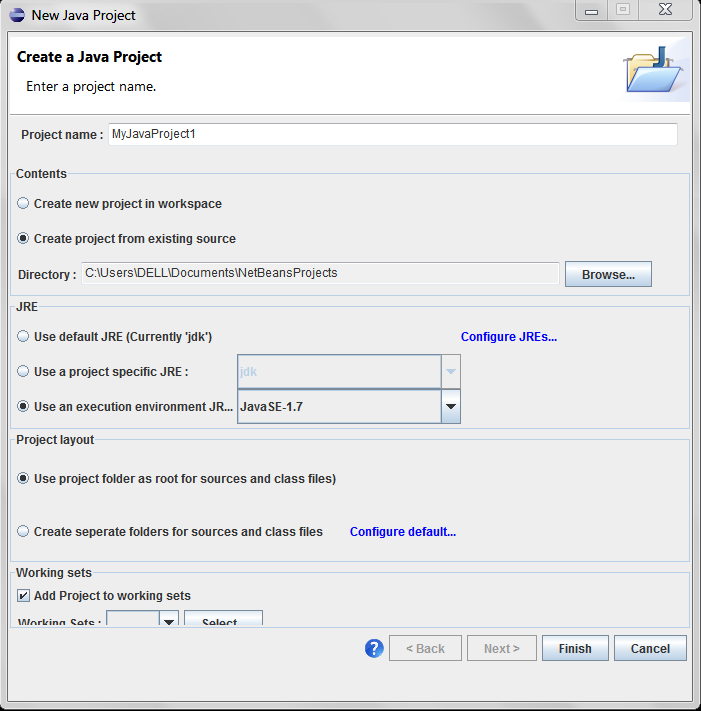 New Java Project
Create a Java Project
Enter a project name.
Project name : MyJavaProject1
Contents
Create new project in workspace
Create project from existing source
Directory : C:\Users\DELL\Documents\NetBeansProjects Browse...
JRE
Use default JRE (Currently 'jdk') Configure JREs...
Use a project specific JRE : jdk
Use an execution environment JR... JavaSE-1.7
Project layout
Use project folder as root for sources and class files)
Create seperate folders for sources and class files Configure default...
Working sets
Add Project to working sets
Working Sets : Select...
? < Back Next > Finish Cancel